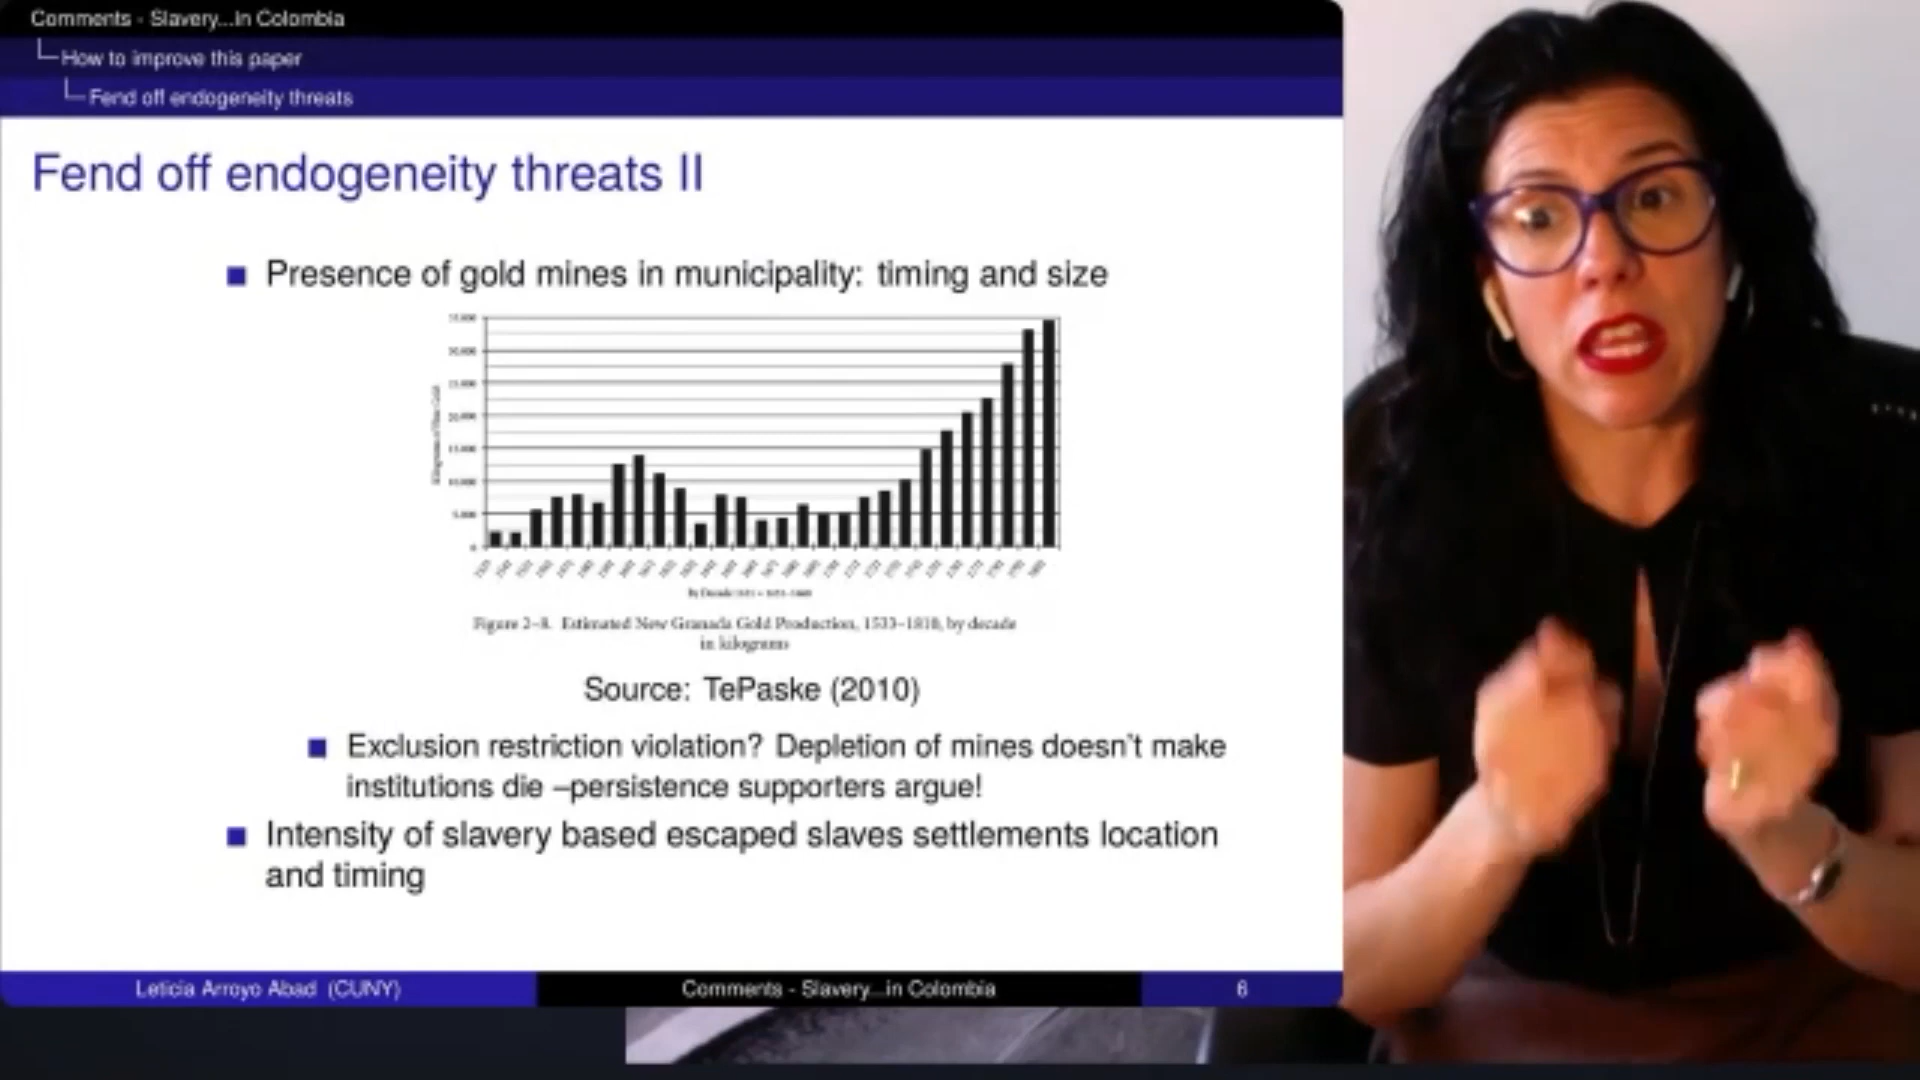 Comments - Slavery...in Colombia
How to improve this paper
Fend off endogeneity threats
Fend off endogeneity threats II
Presence of gold mines in municipality: timing and size
Figure 2-8. Estimated New Granada Gold Production, 1533-1810, by decade
in kilograms
Source: TePaske (2010)
Exclusion restriction violation? Depletion of mines doesn't make
institutions die –persistence supporters argue!
Intensity of slavery based escaped slaves settlements location
and timing
Leticia Arroyo Abad (CUNY)
Comments - Slavery...in Colombia
6